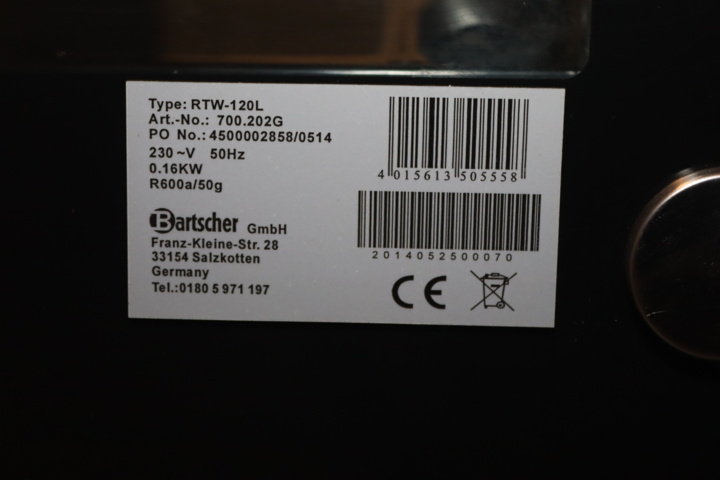 Type: RTW-120L
Art.-No.: 700.202G
PO No.: 4500002858/0514
230 ~V 50Hz
0.16KW
R600a/50g
Bartscher GmbH
Franz-Kleine-Str. 28
33154 Salzkotten
Germany
Tel.:0180 5 971 197
4 015613 505558
2014052500070
CE